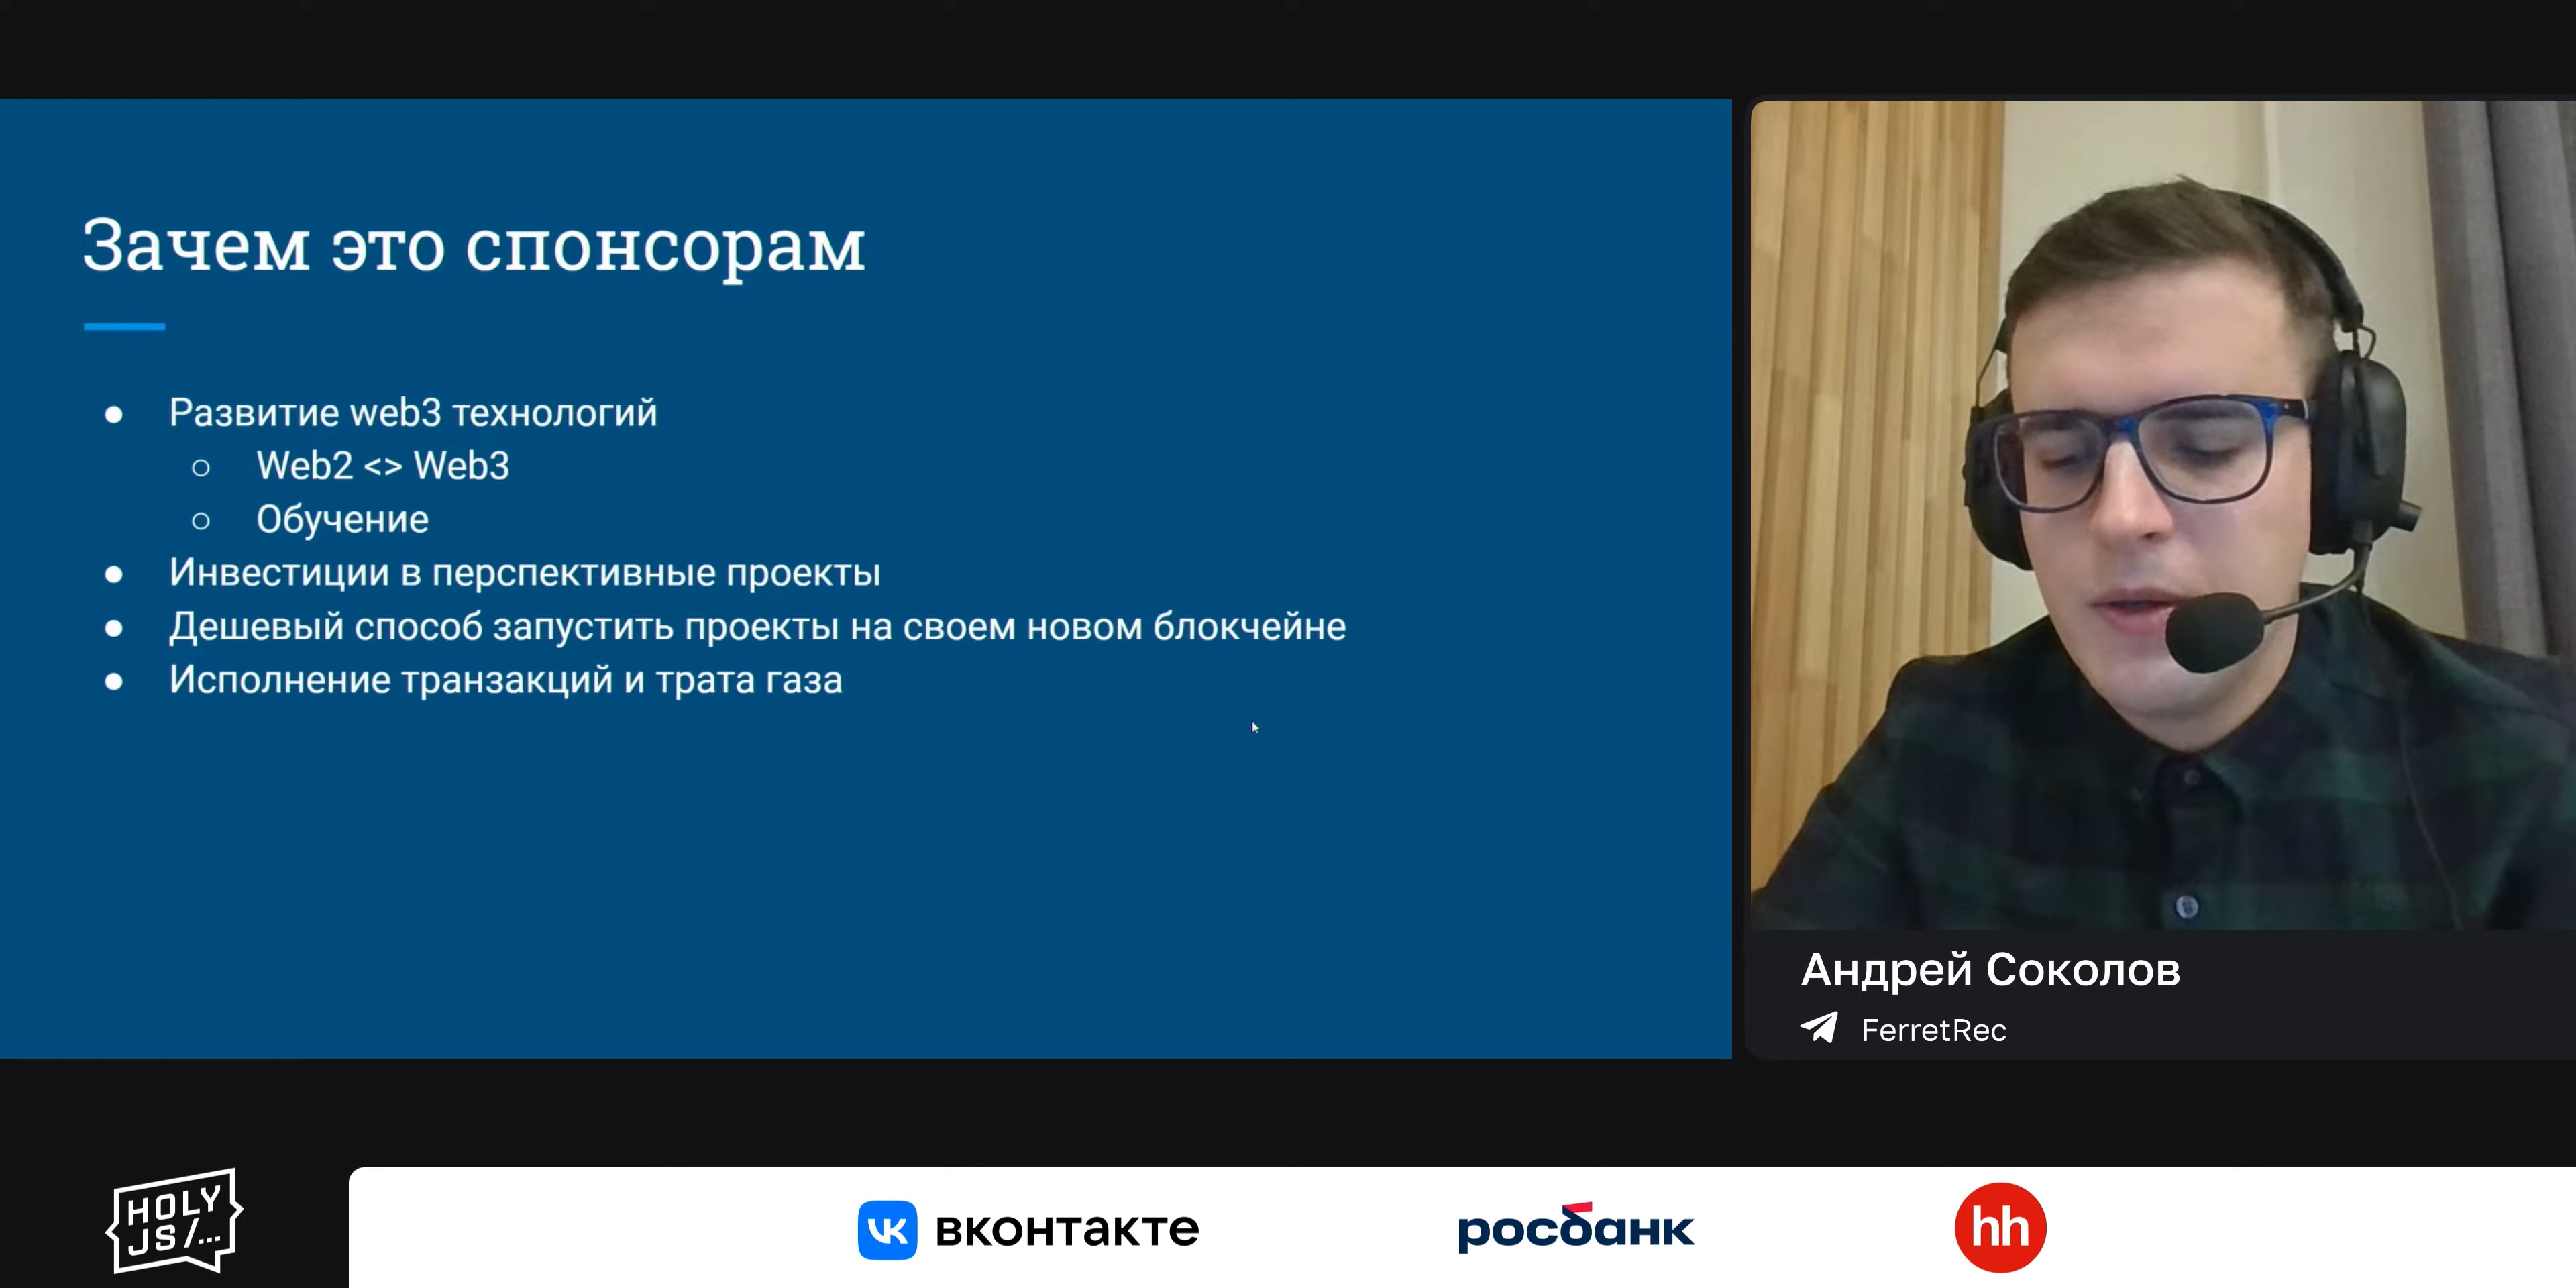 Зачем это спонсорам
Развитие web3 технологий
Web2 <> Web3
Обучение
Инвестиции в перспективные проекты
Дешевый способ запустить проекты на своем новом блокчейне
Исполнение транзакций и трата газа
Андрей Соколов
FerretRec
HOLY
JS/...
вконтакте
росбанк
hh